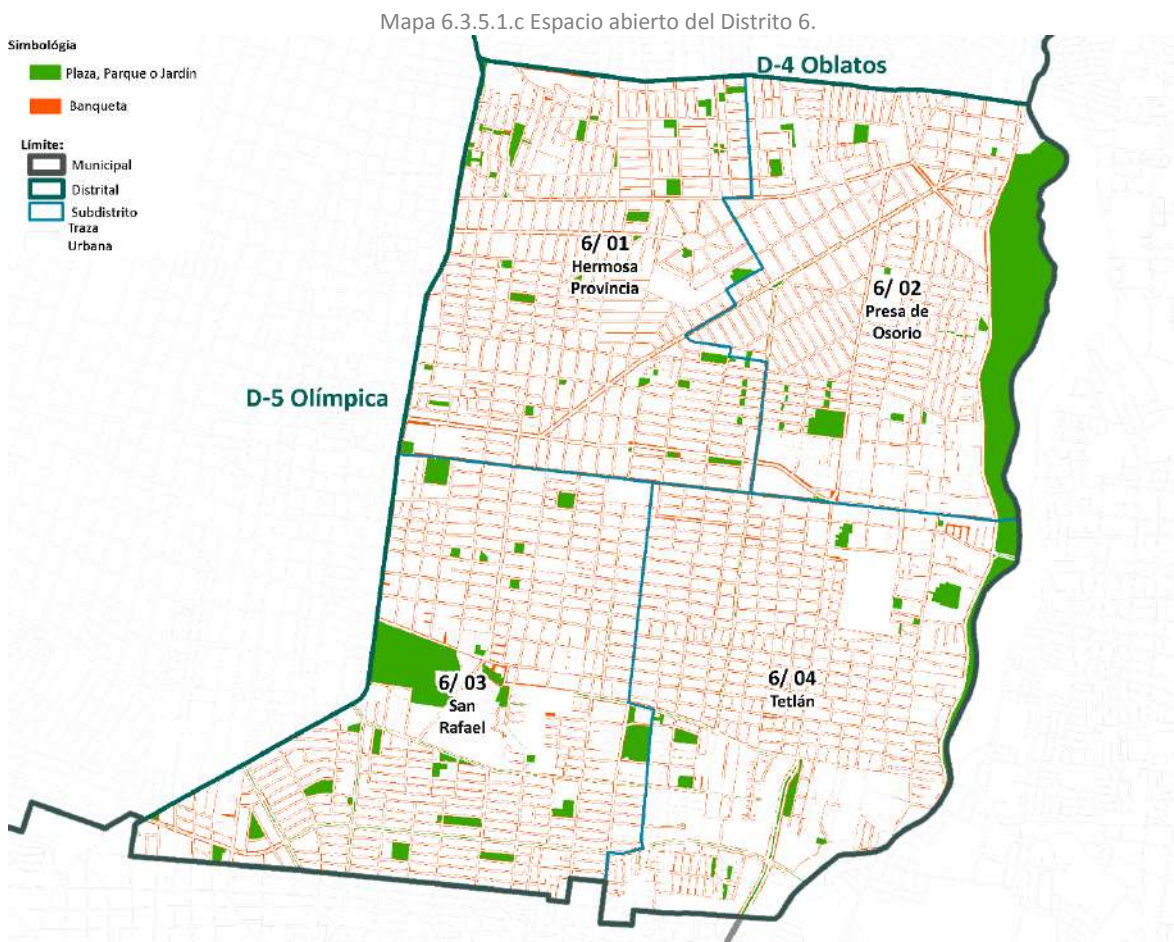 Mapa 6.3.5.1.c Espacio abierto del Distrito 6.
Simbológia
Plaza, Parque o Jardín
Banqueta
Límite:
Municipal
Distrital
Subdistrito
Traza
Urbana
D-4 Oblatos
6/ 01
Hermosa
Provincia
6/ 02
Presa de
Osorio
D-5 Olímpica
6/ 03
San
Rafael
6/ 04
Tetlán